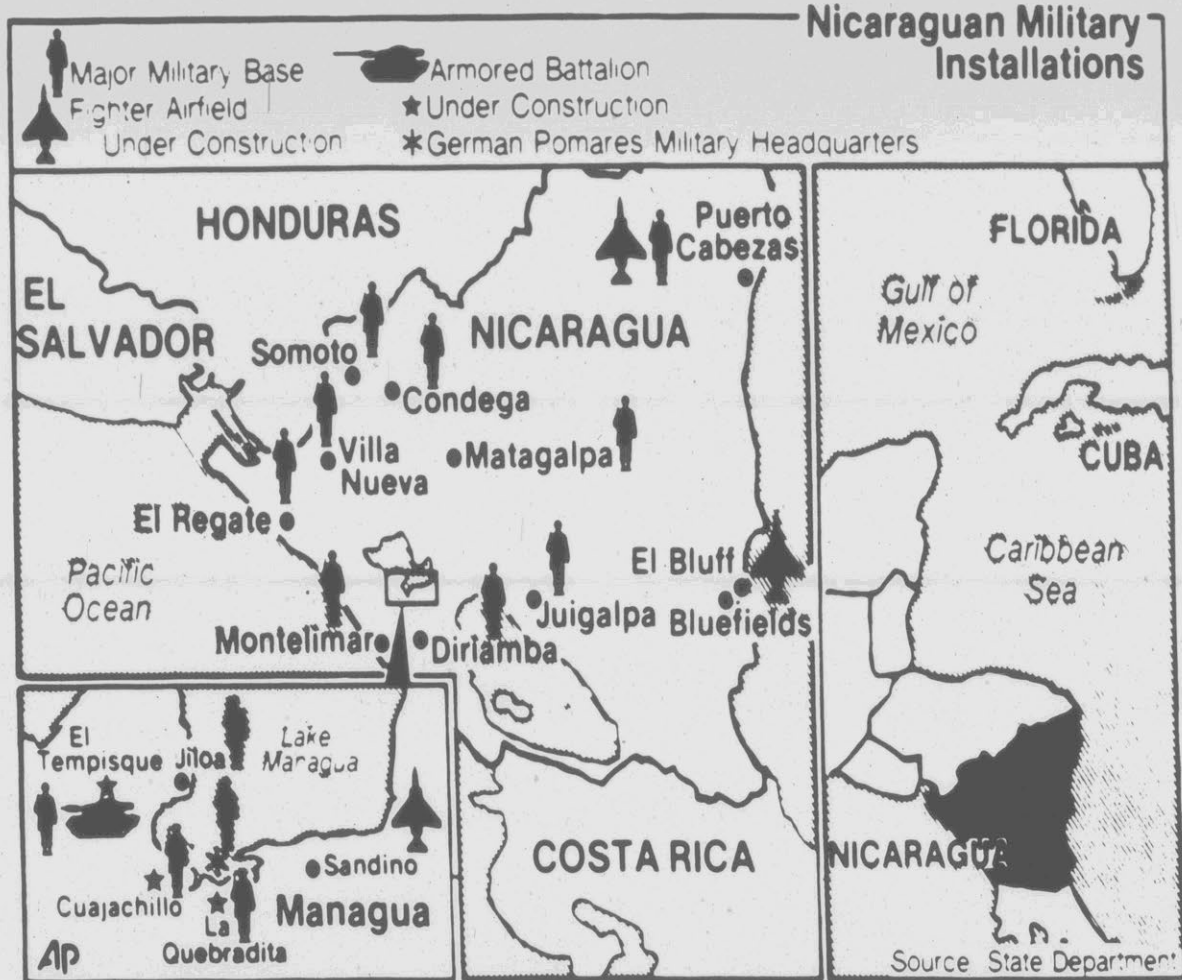 Nicaraguan Military
Installations
Major Military Base
Armored Battalion
Fighter Airfield
Under Construction
★Under Construction
✶German Pomares Military Headquarters
HONDURAS
Puerto
Cabezas
EL
SALVADOR
NICARAGUA
Somoto
Condega
Villa
Nueva
Matagalpa
El Regate
Pacific
Ocean
El Bluff
Juigalpa
Bluefields
Montelimar
Diriamba
COSTA RICA
El
Tempisque
Jiloa
Lake
Managua
Sandino
Cuajachillo
Managua
La
Quebradita
AP
FLORIDA
Gulf of
Mexico
CUBA
Caribbean
Sea
NICARAGUA
Source State Department